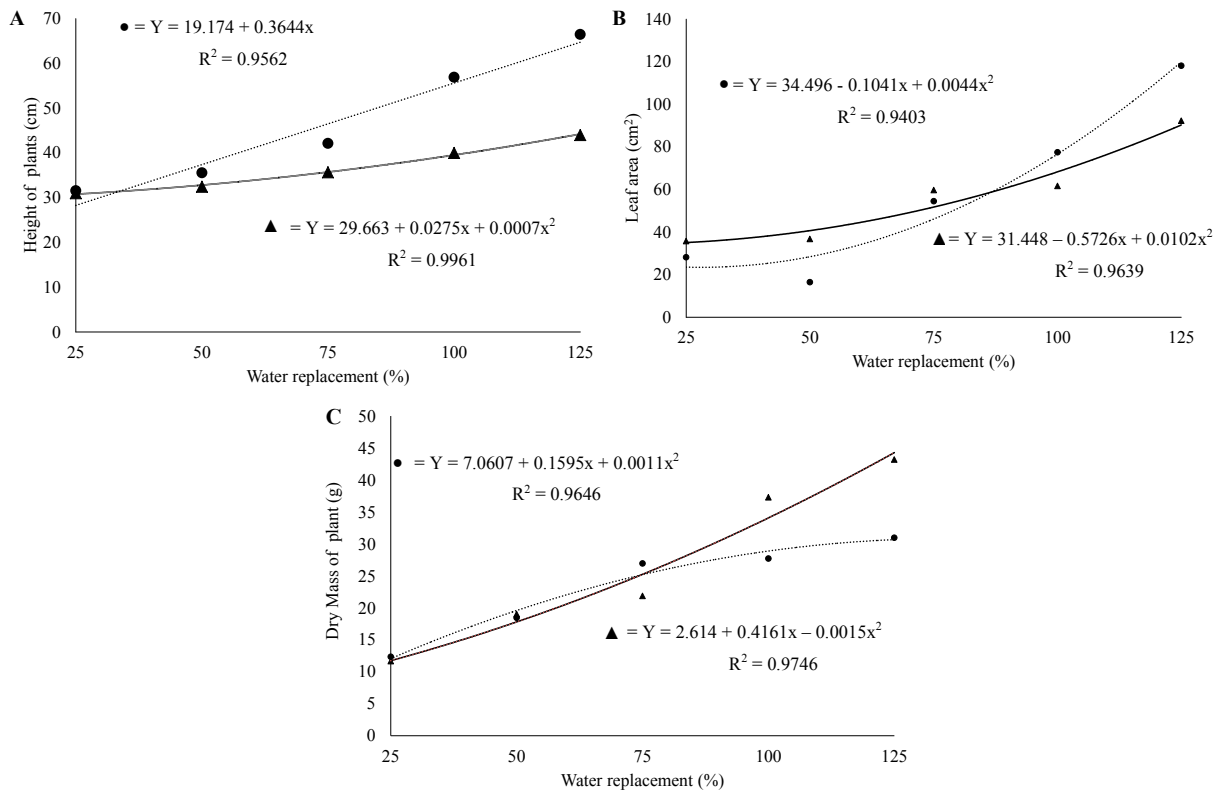 A
70
60
50
40
30
20
10
0
Height of plants (cm)
● = Y = 19.174 + 0.3644x
R² = 0.9562
▲ = Y = 29.663 + 0.0275x + 0.0007x²
R² = 0.9961
25 50 75 100 125
Water replacement (%)
B
140
120
100
80
60
40
20
0
Leaf area (cm²)
● = Y = 34.496 - 0.1041x + 0.0044x²
R² = 0.9403
▲ = Y = 31.448 – 0.5726x + 0.0102x²
R² = 0.9639
25 50 75 100 125
Water replacement (%)
C
50
45
40
35
30
25
20
15
10
5
0
Dry Mass of plant (g)
● = Y = 7.0607 + 0.1595x + 0.0011x²
R² = 0.9646
▲ = Y = 2.614 + 0.4161x – 0.0015x²
R² = 0.9746
25 50 75 100 125
Water replacement (%)